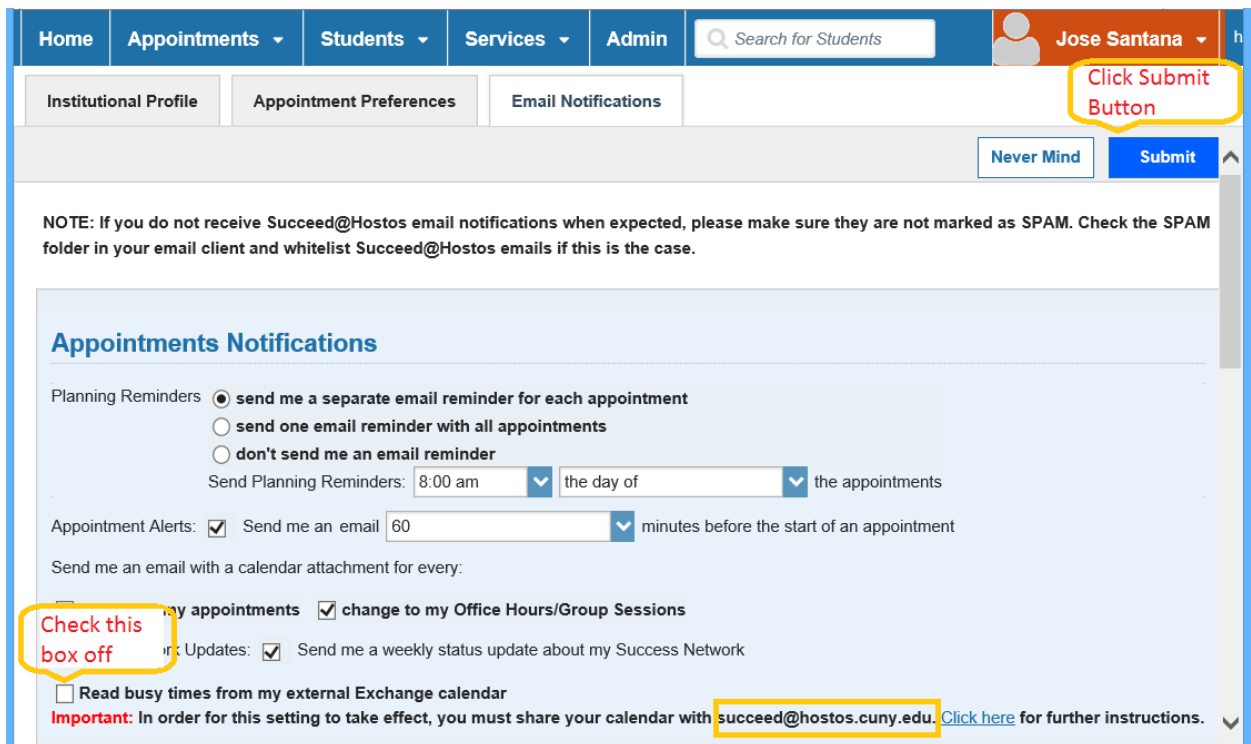 Home Appointments Students Services Admin Search for Students Jose Santana h
Institutional Profile Appointment Preferences Email Notifications
Click Submit
Button
Never Mind Submit
NOTE: If you do not receive Succeed@Hostos email notifications when expected, please make sure they are not marked as SPAM. Check the SPAM
folder in your email client and whitelist Succeed@Hostos emails if this is the case.
Appointments Notifications
Planning Reminders send me a separate email reminder for each appointment
send one email reminder with all appointments
don't send me an email reminder
Send Planning Reminders: 8:00 am the day of the appointments
Appointment Alerts: Send me an email 60 minutes before the start of an appointment
Send me an email with a calendar attachment for every:
appointments change to my Office Hours/Group Sessions
Check this
box off
Updates: Send me a weekly status update about my Success Network
Read busy times from my external Exchange calendar
Important: In order for this setting to take effect, you must share your calendar with succeed@hostos.cuny.edu. Click here for further instructions.